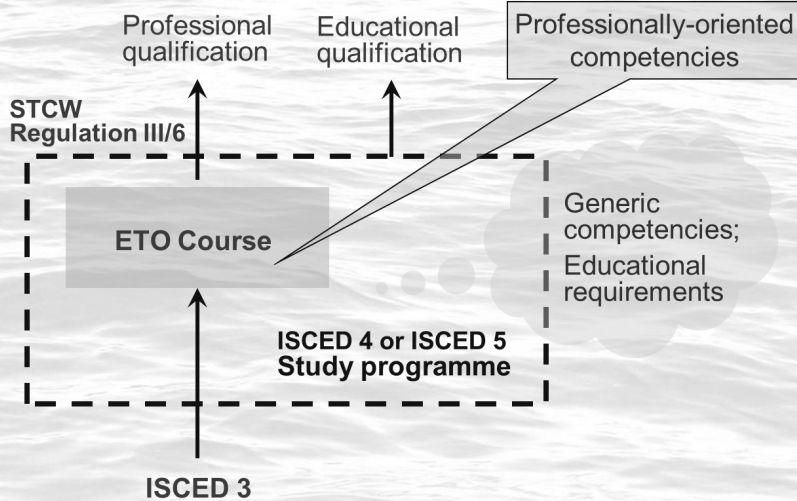 Professional
qualification
Educational
qualification
Professionally-oriented
competencies
STCW
Regulation III/6
ETO Course
Generic
competencies;
Educational
requirements
ISCED 4 or ISCED 5
Study programme
ISCED 3